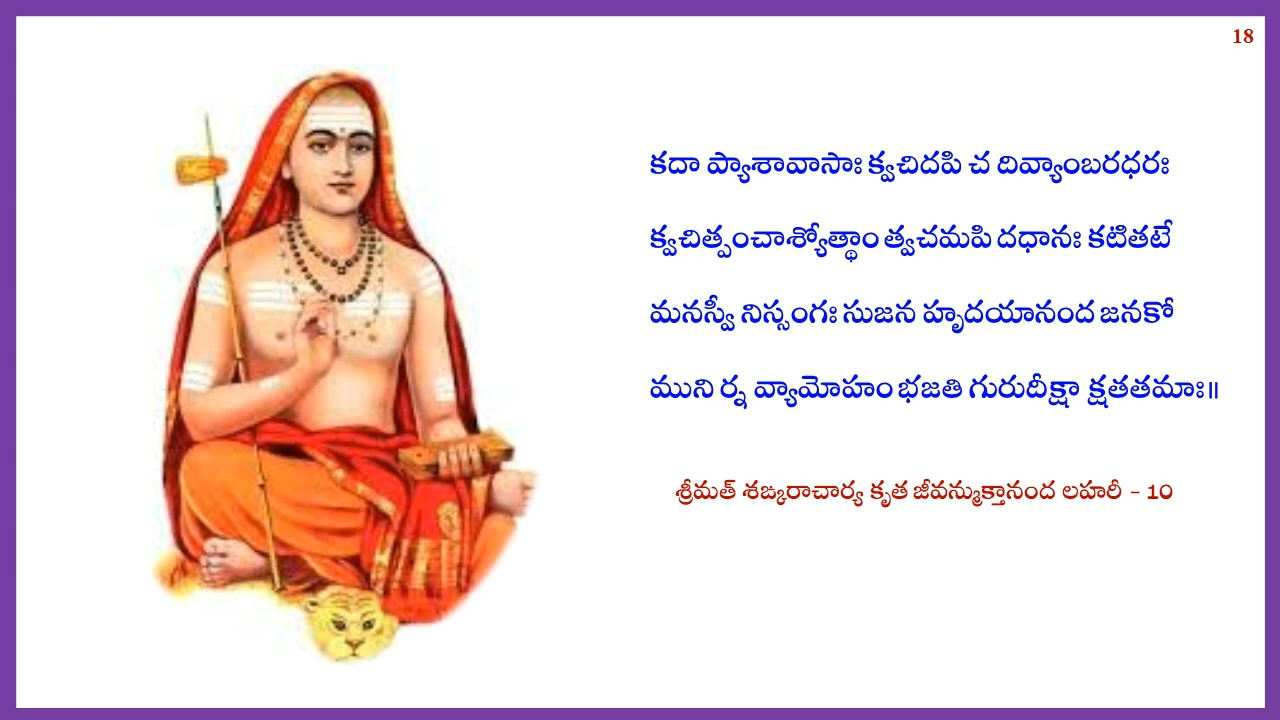 18
కదా ప్యాశావాసాః క్వచిదపి చ దివ్యాంబరధరః
క్వచిత్పంచాశ్యోత్థాం త్వచమపి దధానః కటితటే
మనస్వీ నిస్సంగః సుజన హృదయానంద జనకో
ముని ర్న వ్యామోహం భజతి గురుదీక్షా క్షతతమాః॥
శ్రీమత్ శఙ్కరాచార్య కృత జీవన్ముక్తానంద లహరీ - 10